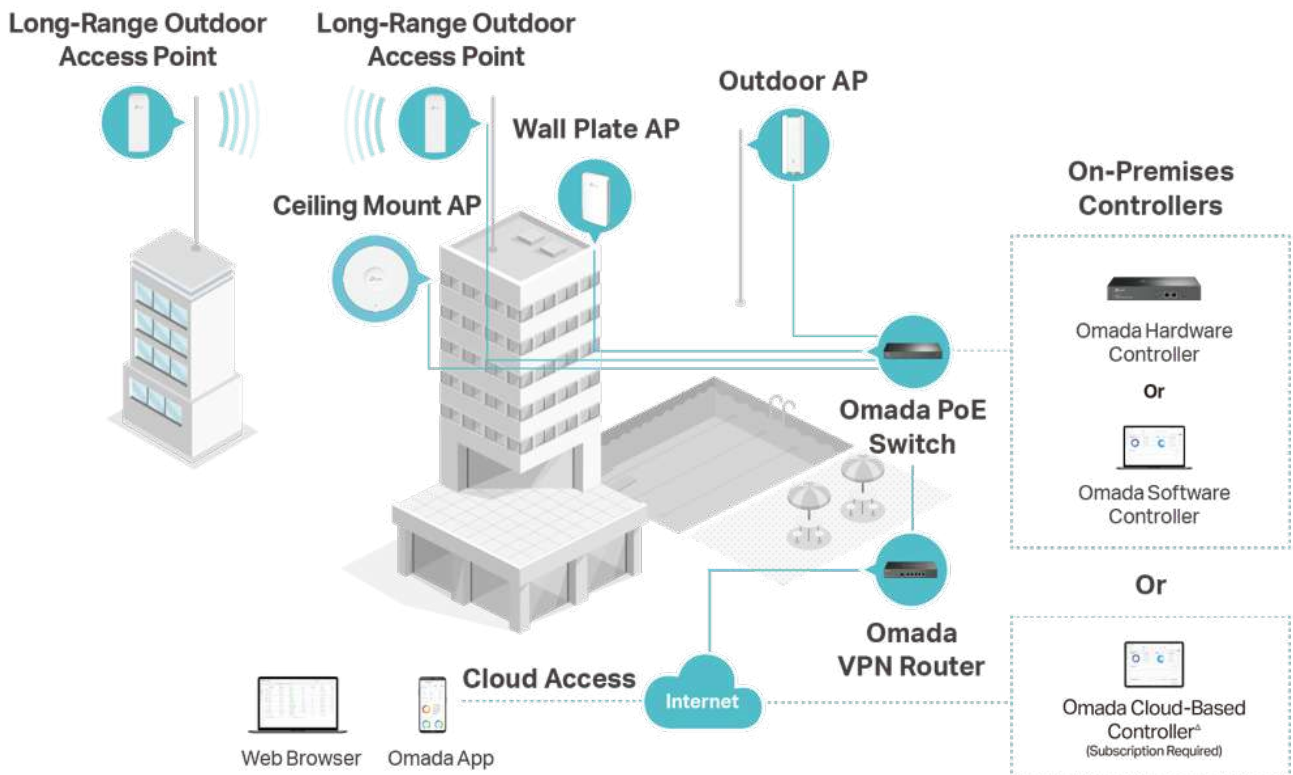 Long-Range Outdoor
Access Point
Long-Range Outdoor
Access Point
Outdoor AP
Wall Plate AP
Ceiling Mount AP
On-Premises
Controllers
Omada Hardware
Controller
Or
Omada Software
Controller
Omada PoE
Switch
Or
Omada
VPN Router
Cloud Access
Internet
Omada Cloud-Based
Controller△
(Subscription Required)
Web Browser
Omada App